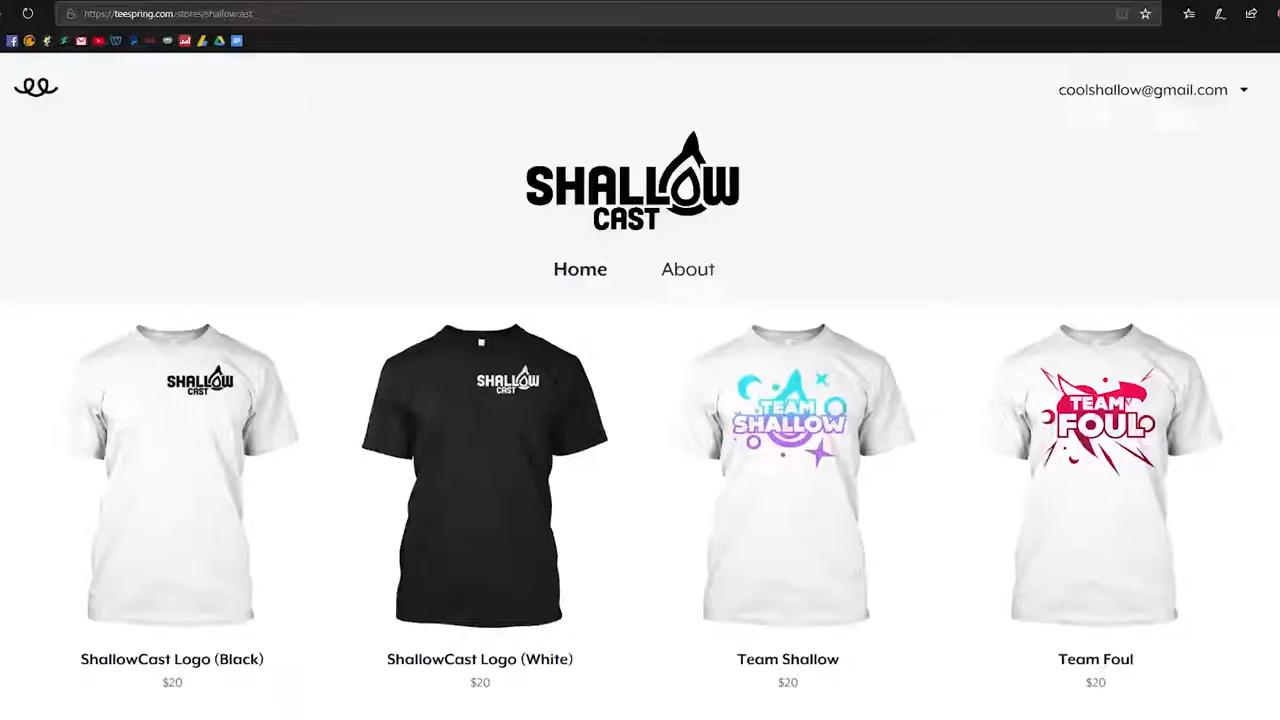 https://teespring.com/stores/shallowcast
coolshallow@gmail.com
SHALLOW
CAST
Home
About
SHALLOW
CAST
SHALLOW
CAST
TEAM
SHALLOW
TEAM
FOUL
ShallowCast Logo (Black)
ShallowCast Logo (White)
Team Shallow
Team Foul
$20
$20
$20
$20